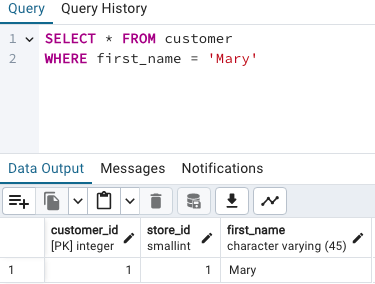 Query Query History
1 SELECT * FROM customer
2 WHERE first_name = 'Mary'
Data Output Messages Notifications
customer_id store_id first_name
[PK] integer smallint character varying (45)
1 1 1 Mary